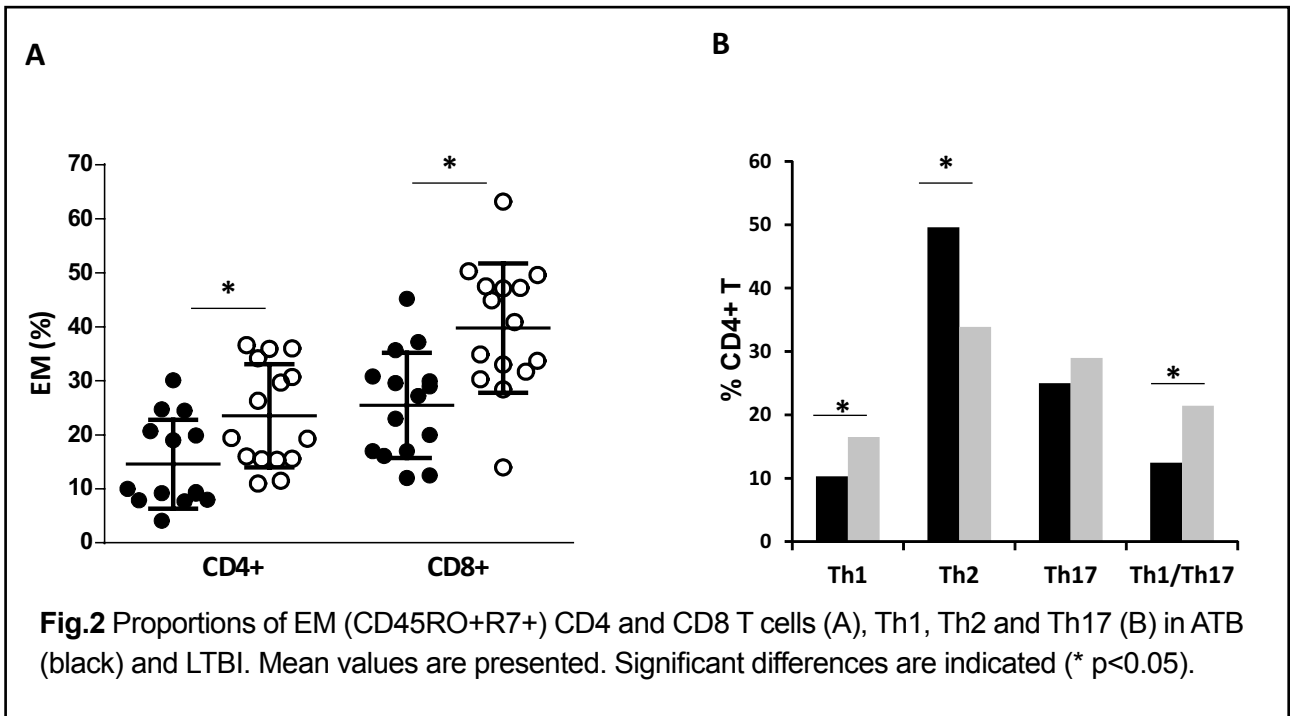 A
B
70
60
50
40
30
20
10
0
EM (%)
*
*
CD4+
CD8+
60
50
40
30
20
10
0
% CD4+ T
*
*
*
Th1
Th2
Th17
Th1/Th17
Fig.2 Proportions of EM (CD45RO+R7+) CD4 and CD8 T cells (A), Th1, Th2 and Th17 (B) in ATB
(black) and LTBI. Mean values are presented. Significant differences are indicated (* p<0.05).